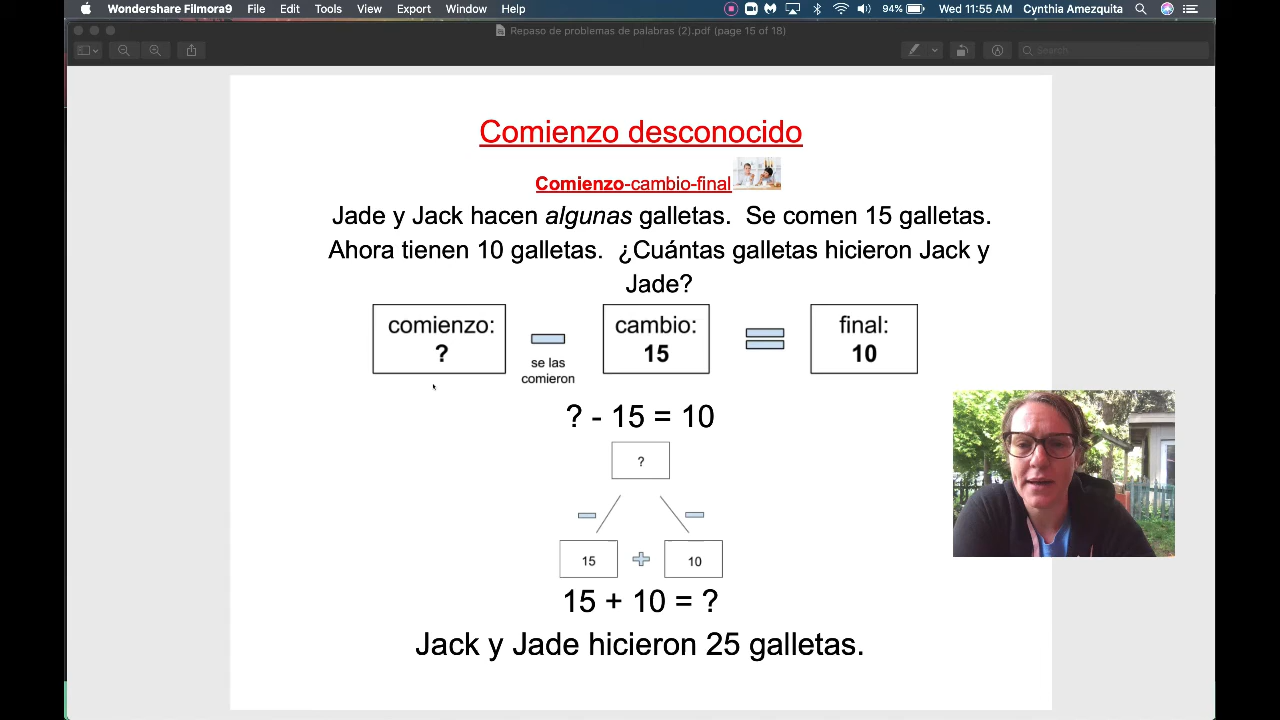 Wondershare Filmora9 File Edit Tools View Export Window Help 94% Wed 11:55 AM Cynthia Amezquita
Repaso de problemas de palabras (2).pdf (page 15 of 18)
Search
Comienzo desconocido
Comienzo-cambio-final
Jade y Jack hacen algunas galletas. Se comen 15 galletas.
Ahora tienen 10 galletas. ¿Cuántas galletas hicieron Jack y
Jade?
comienzo: cambio: final:
? 15 10
se las
comieron
? - 15 = 10
?
15 10
15 + 10 = ?
Jack y Jade hicieron 25 galletas.